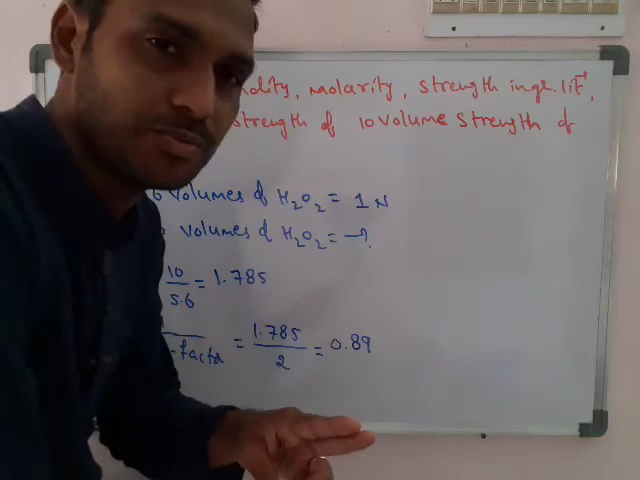 molarity, strength in g. lit⁻¹,
strength of 10 volume strength of
6 volumes of H₂O₂ = 1 N
volumes of H₂O₂ = ?
10/5.6 = 1.785
-factor = 1.785/2 = 0.89